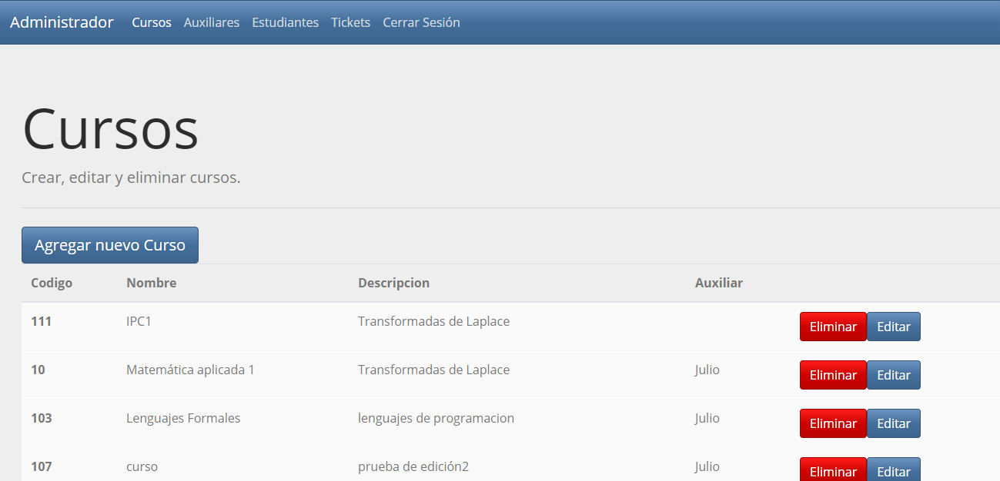 Administrador Cursos Auxiliares Estudiantes Tickets Cerrar Sesión
Cursos
Crear, editar y eliminar cursos.
Agregar nuevo Curso
Codigo Nombre Descripcion Auxiliar
111 IPC1 Transformadas de Laplace Eliminar Editar
10 Matemática aplicada 1 Transformadas de Laplace Julio Eliminar Editar
103 Lenguajes Formales lenguajes de programacion Julio Eliminar Editar
107 curso prueba de edición2 Julio Eliminar Editar